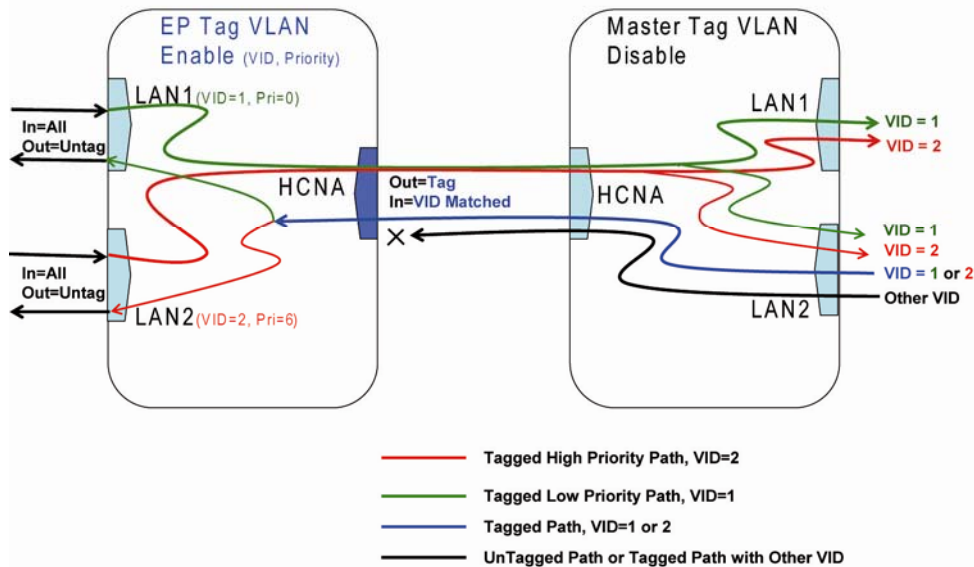 EP Tag VLAN
Enable (VID, Priority)
LAN1(VID=1, Pri=0)
In=All
Out=Untag
HCNA
Out=Tag
In=VID Matched
In=All
Out=Untag
LAN2(VID=2, Pri=6)
Master Tag VLAN
Disable
LAN1
VID = 1
VID = 2
HCNA
VID = 1
VID = 2
VID = 1 or 2
Other VID
LAN2
Tagged High Priority Path, VID=2
Tagged Low Priority Path, VID=1
Tagged Path, VID=1 or 2
UnTagged Path or Tagged Path with Other VID